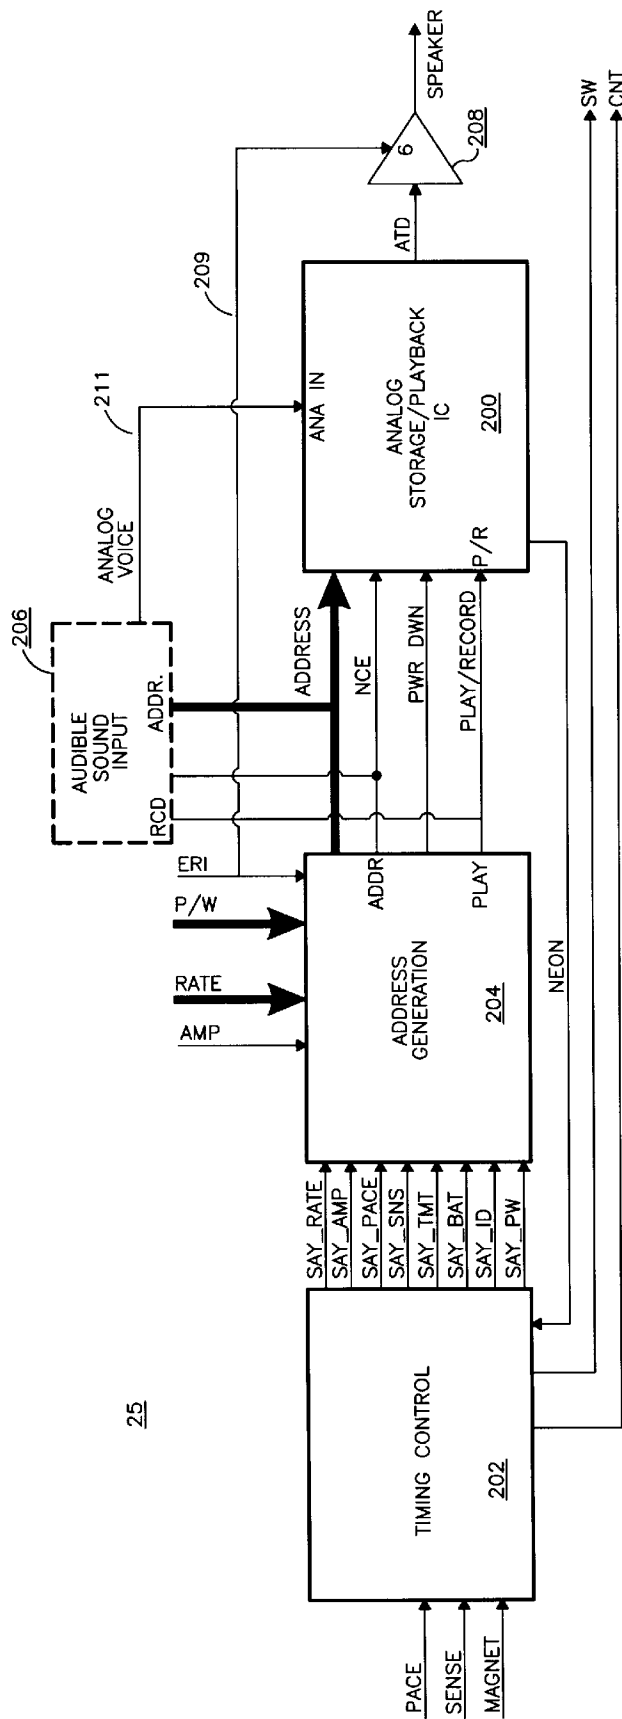 25
PACE
SENSE
MAGNET
TIMING CONTROL
202
SAY_RATE
SAY_AMP
SAY_PACE
SAY_SNS
SAY_TMT
SAY_BAT
SAY_ID
SAY_PW
AMP
RATE
P/W
ERI
ADDRESS
GENERATION
204
ADDR
PLAY
206
AUDIBLE
SOUND
INPUT
RCD
ADDR.
ANALOG
VOICE
211
209
ADDRESS
NCE
PWR DWN
PLAY/RECORD
NEON
ANA IN
ANALOG
STORAGE/PLAYBACK
IC
200
P/R
ATD
6
208
SPEAKER
SW
CNT